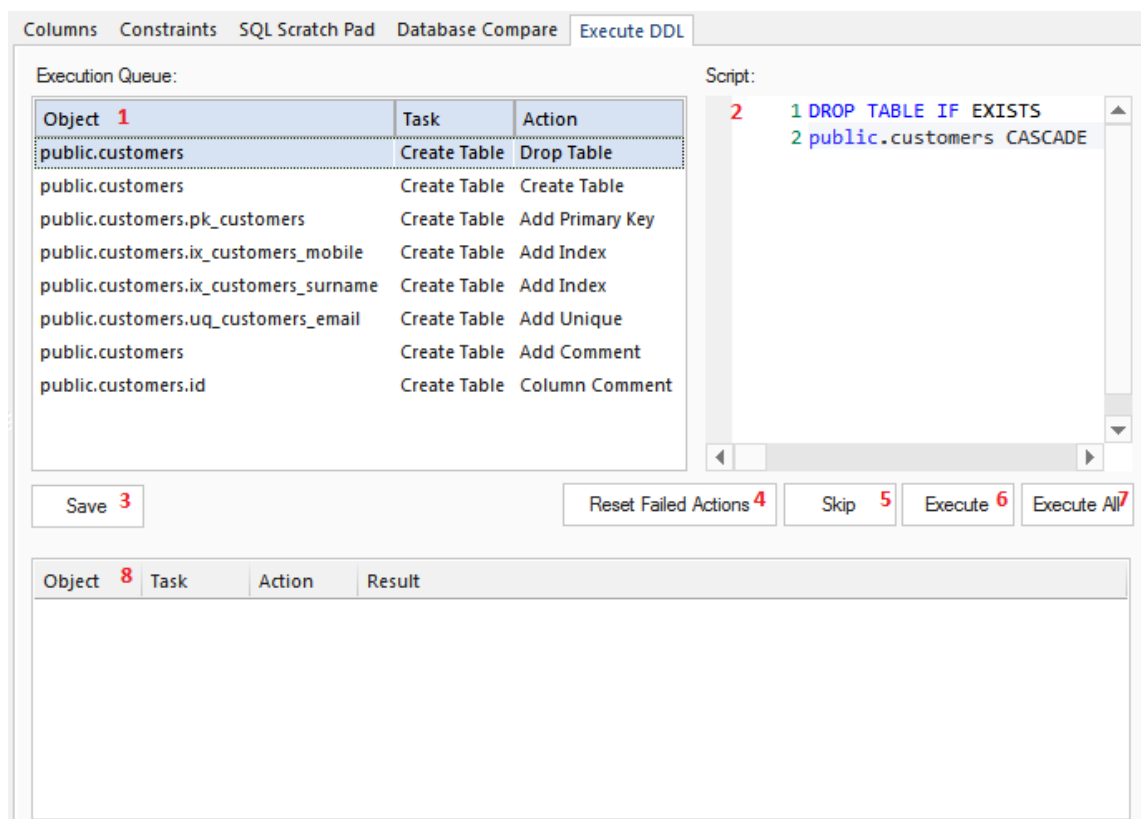 Columns Constraints SQL Scratch Pad Database Compare Execute DDL
Execution Queue: Script:
Object 1 Task Action
public.customers Create Table Drop Table
public.customers Create Table Create Table
public.customers.pk_customers Create Table Add Primary Key
public.customers.ix_customers_mobile Create Table Add Index
public.customers.ix_customers_surname Create Table Add Index
public.customers.uq_customers_email Create Table Add Unique
public.customers Create Table Add Comment
public.customers.id Create Table Column Comment
2 1 DROP TABLE IF EXISTS
2 public.customers CASCADE
Save 3 Reset Failed Actions 4 Skip 5 Execute 6 Execute All 7
Object 8 Task Action Result